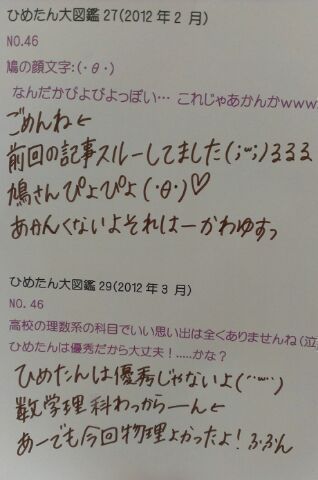 ひめたん大図鑑 27(2012 年 2 月)
NO.46
鳩の顔文字:(・θ・)
なんだかぴよぴよっぽい… これじゃあかんかwww
ごめんね←
前回の記事スルーしてました(;ω;)るるる
鳩さんぴよぴよ(・θ・)♡
あかんくないよそれはーかわゆすっ
ひめたん大図鑑 29(2012 年 3 月)
NO. 46
高校の理数系の科目でいい思い出は全くありませんね(泣
ひめたんは優秀だから大丈夫！.....かな？
ひめたんは優秀じゃないよ(¨ω¨)
数学理科わっからーん←
あーでも今回物理よかったよ！ふふん